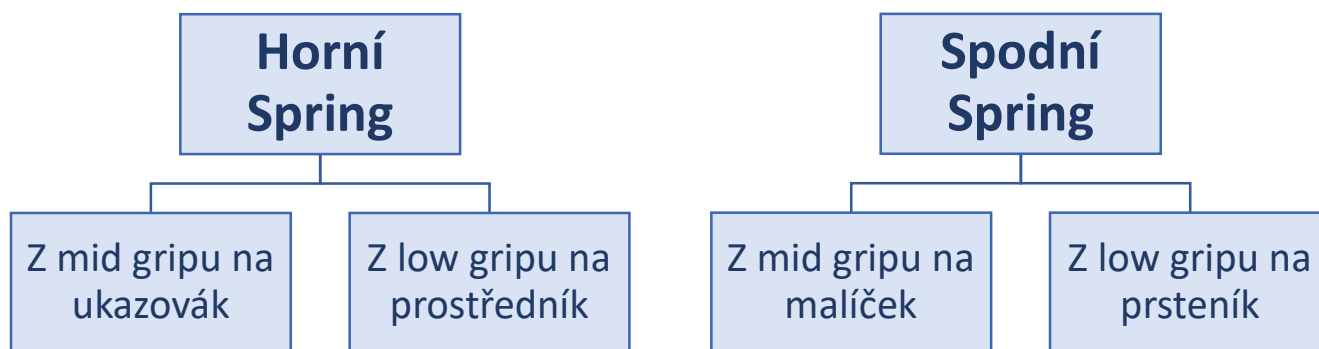 Horní
Spring
Spodní
Spring
Z mid gripu na
ukazovák
Z low gripu na
prostředník
Z mid gripu na
malíček
Z low gripu na
prsteník